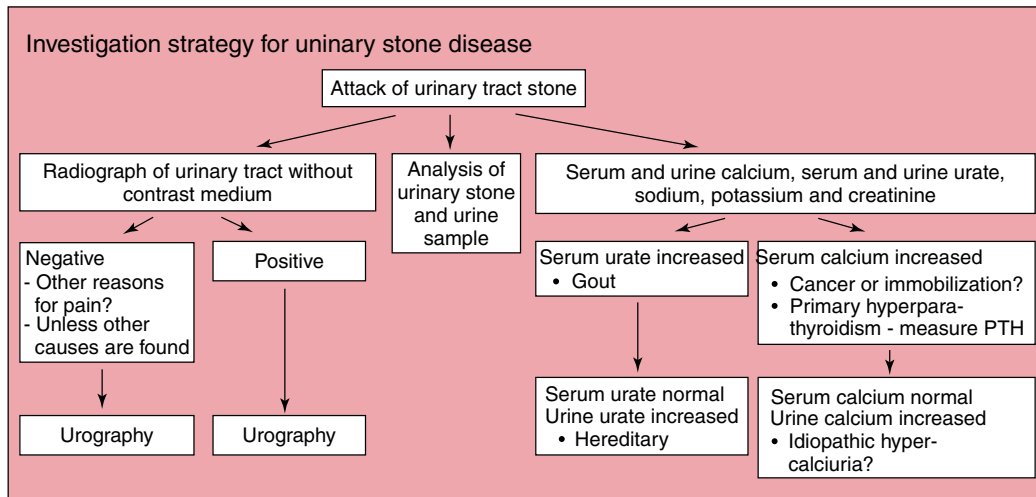 Investigation strategy for uninary stone disease
Attack of urinary tract stone
Radiograph of urinary tract without
contrast medium
Analysis of
urinary stone
and urine
sample
Serum and urine calcium, serum and urine urate,
sodium, potassium and creatinine
Negative
- Other reasons
for pain?
- Unless other
causes are found
Positive
Serum urate increased
• Gout
Serum calcium increased
• Cancer or immobilization?
• Primary hyperpara-
thyroidism - measure PTH
Urography
Urography
Serum urate normal
Urine urate increased
• Hereditary
Serum calcium normal
Urine calcium increased
• Idiopathic hyper-
calciuria?